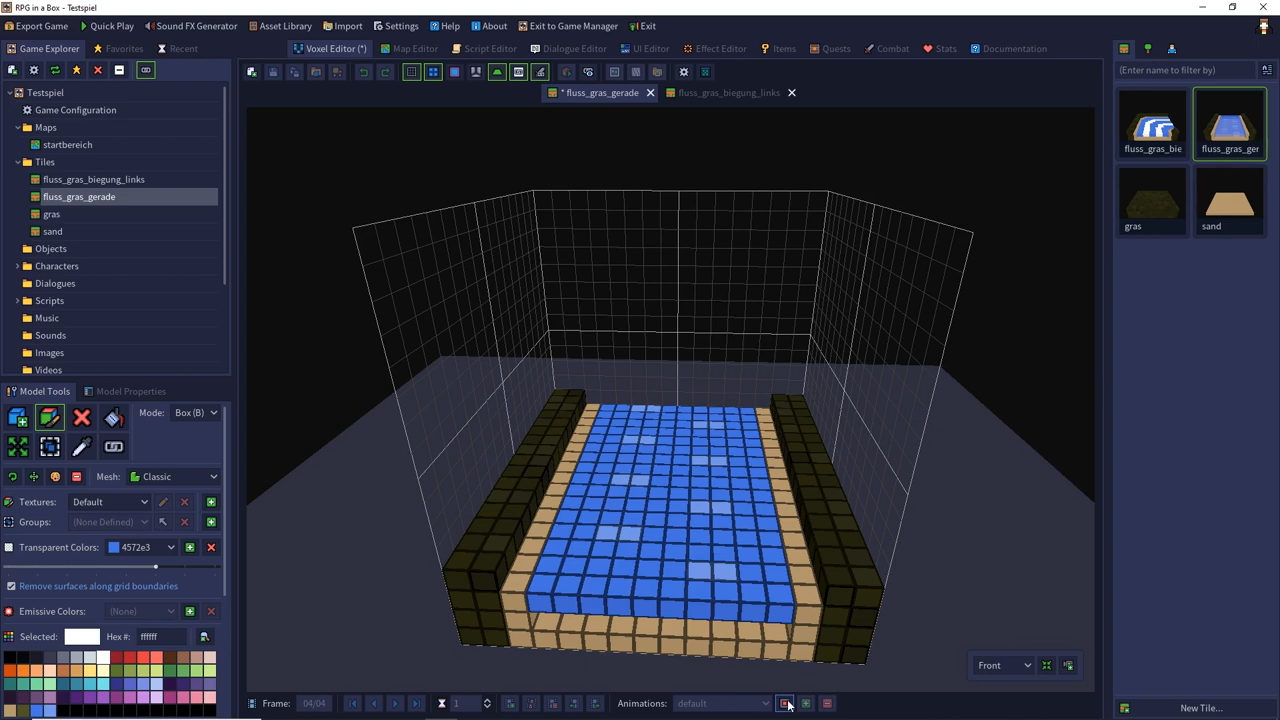 RPG in a Box - Testspiel
Export Game Quick Play Sound FX Generator Asset Library Import Settings Help About Exit to Game Manager Exit
Game Explorer Favorites Recent Voxel Editor (*) Map Editor Script Editor Dialogue Editor UI Editor Effect Editor Items Quests Combat Stats Documentation
(Enter name to filter by)
* fluss_gras_gerade fluss_gras_biegung_links
Testspiel
Game Configuration
Maps
startbereich
Tiles
fluss_gras_biegung_links
fluss_gras_gerade
gras
sand
Objects
Characters
Dialogues
Scripts
Music
Sounds
Images
Videos
fluss_gras_bie fluss_gras_ger
gras sand
Model Tools Model Properties
Mode: Box (B)
Mesh: Classic
Textures: Default
Groups: (None Defined)
Transparent Colors: 4572e3
Remove surfaces along grid boundaries
Emissive Colors: (None)
Selected: Hex #: ffffff
Front
Frame: 04/04 1 Animations: default
New Tile...